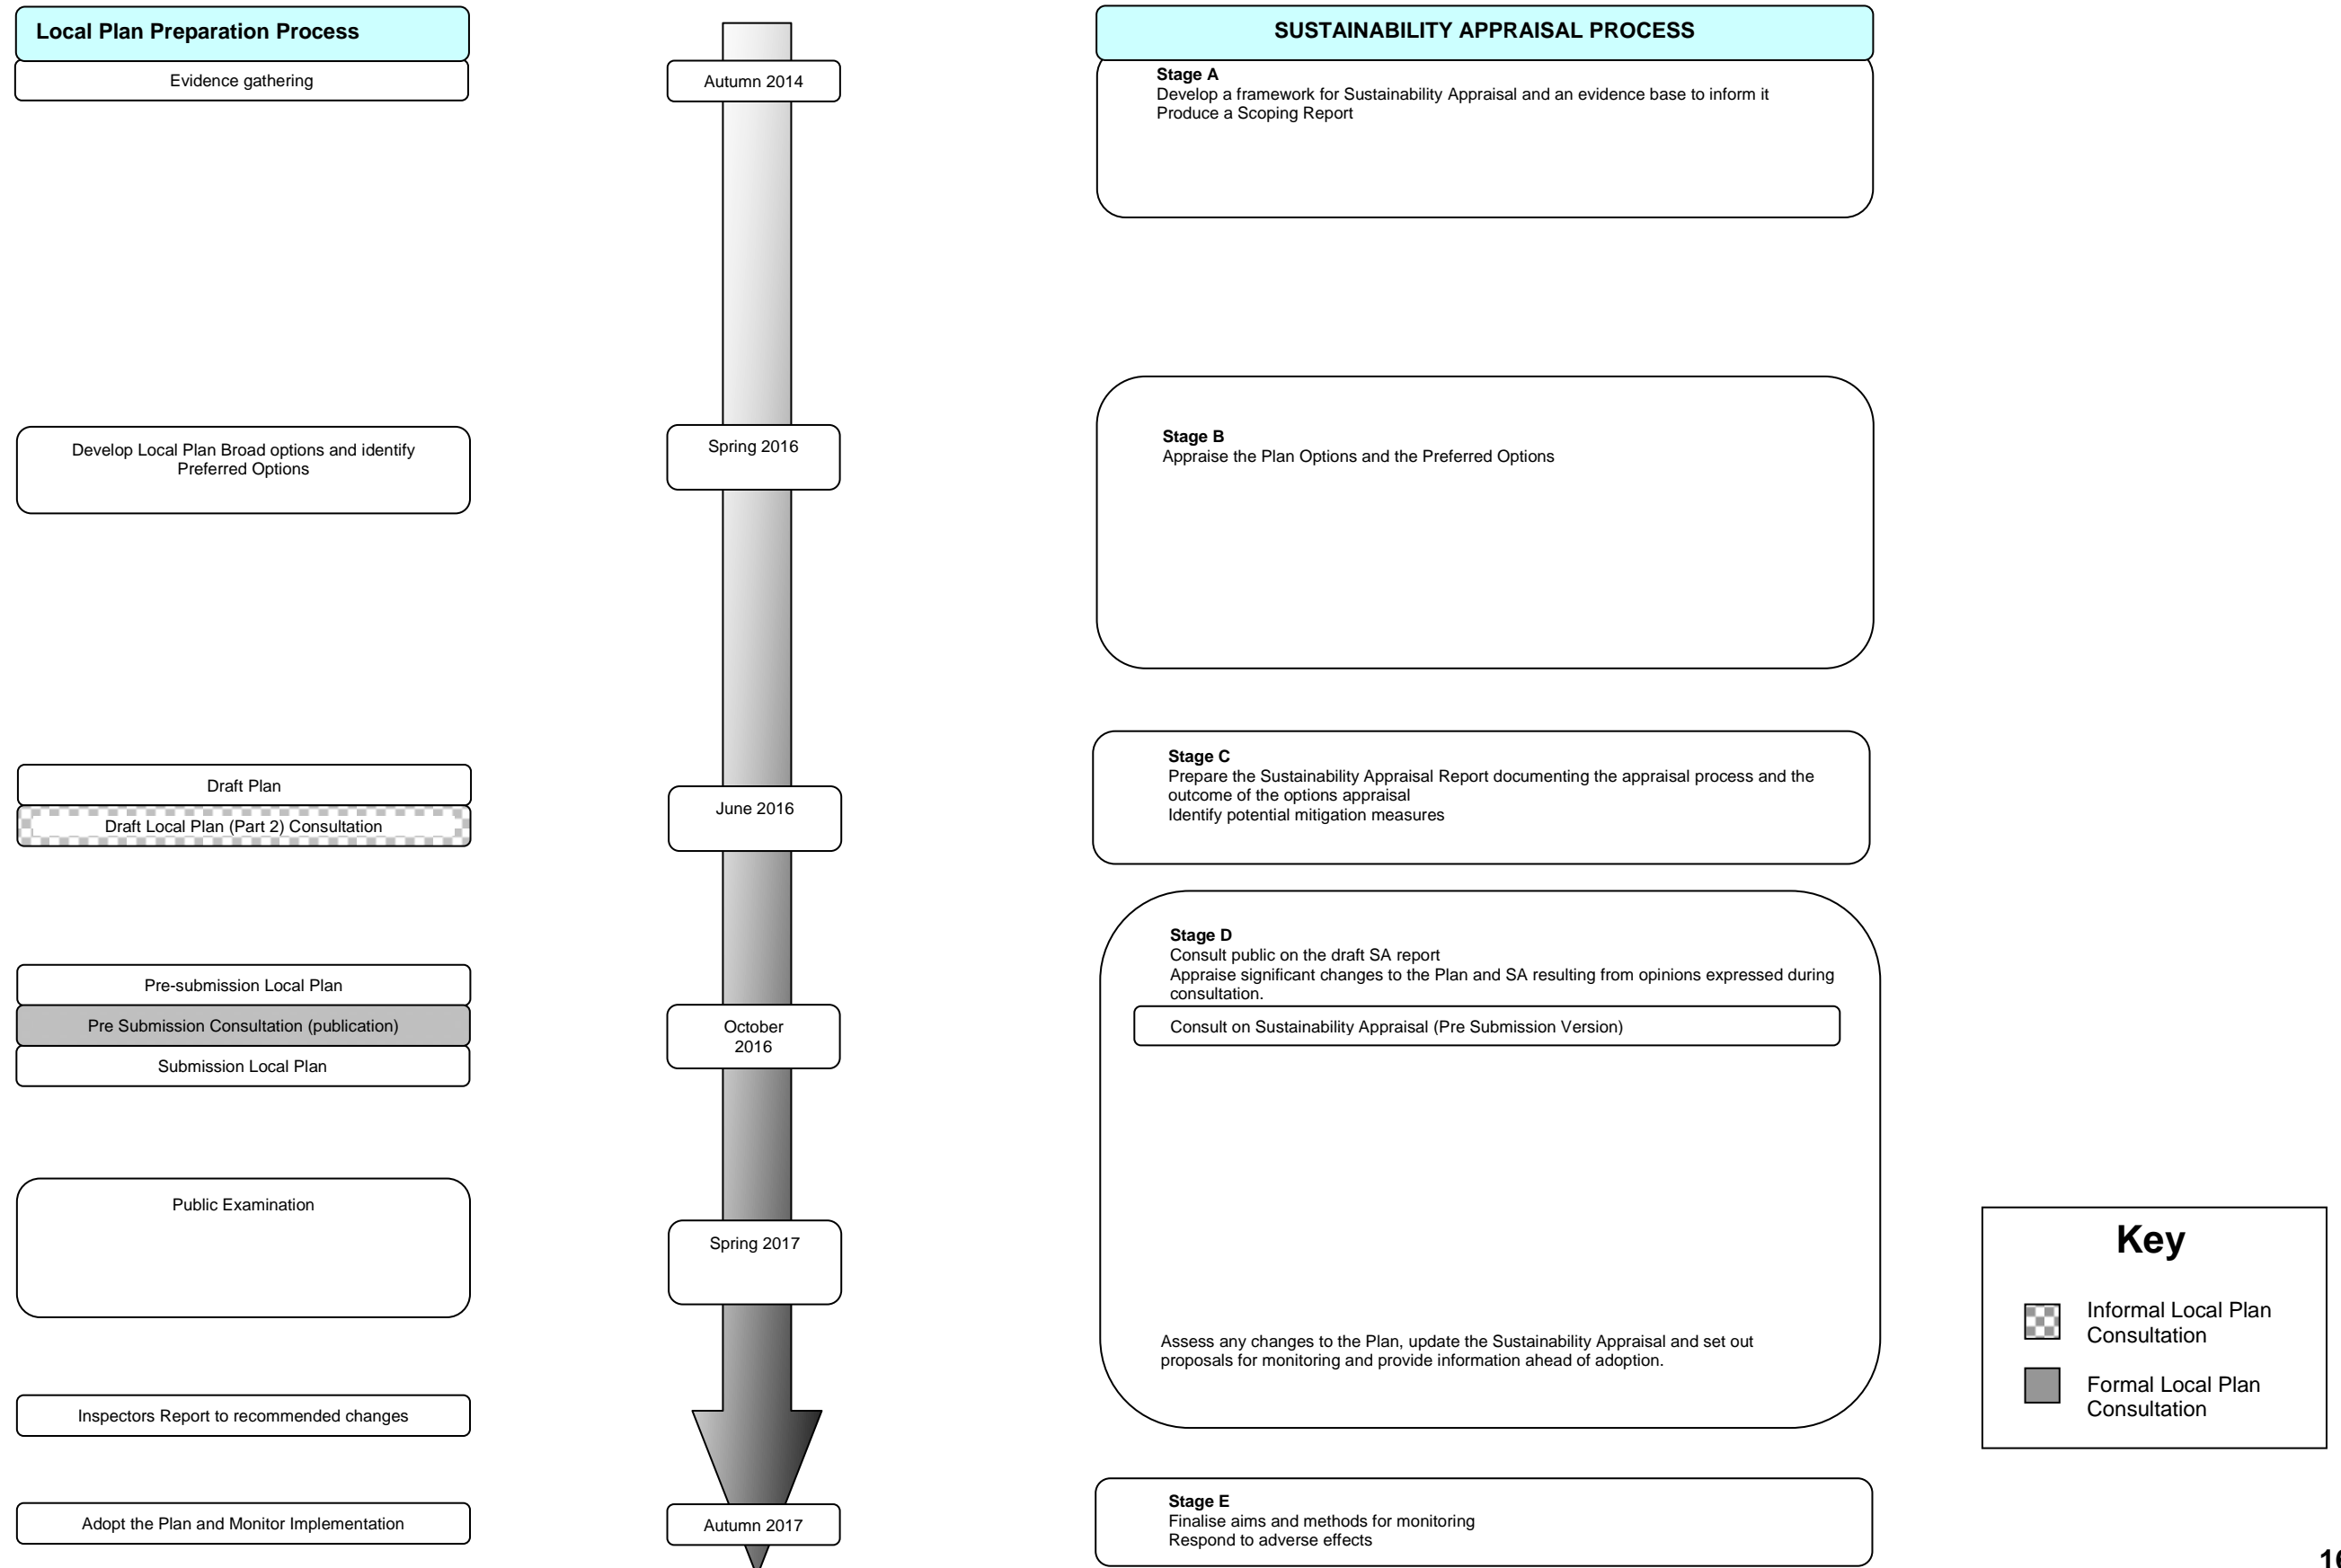 Local Plan Preparation Process
Evidence gathering
Develop Local Plan Broad options and identify
Preferred Options
Draft Plan
Draft Local Plan (Part 2) Consultation
Pre-submission Local Plan
Pre Submission Consultation (publication)
Submission Local Plan
Public Examination
Inspectors Report to recommended changes
Adopt the Plan and Monitor Implementation
Autumn 2014
Spring 2016
June 2016
October
2016
Spring 2017
Autumn 2017
SUSTAINABILITY APPRAISAL PROCESS
Stage A
Develop a framework for Sustainability Appraisal and an evidence base to inform it
Produce a Scoping Report
Stage B
Appraise the Plan Options and the Preferred Options
Stage C
Prepare the Sustainability Appraisal Report documenting the appraisal process and the
outcome of the options appraisal
Identify potential mitigation measures
Stage D
Consult public on the draft SA report
Appraise significant changes to the Plan and SA resulting from opinions expressed during
consultation.
Consult on Sustainability Appraisal (Pre Submission Version)
Assess any changes to the Plan, update the Sustainability Appraisal and set out
proposals for monitoring and provide information ahead of adoption.
Stage E
Finalise aims and methods for monitoring
Respond to adverse effects
Key
Informal Local Plan
Consultation
Formal Local Plan
Consultation